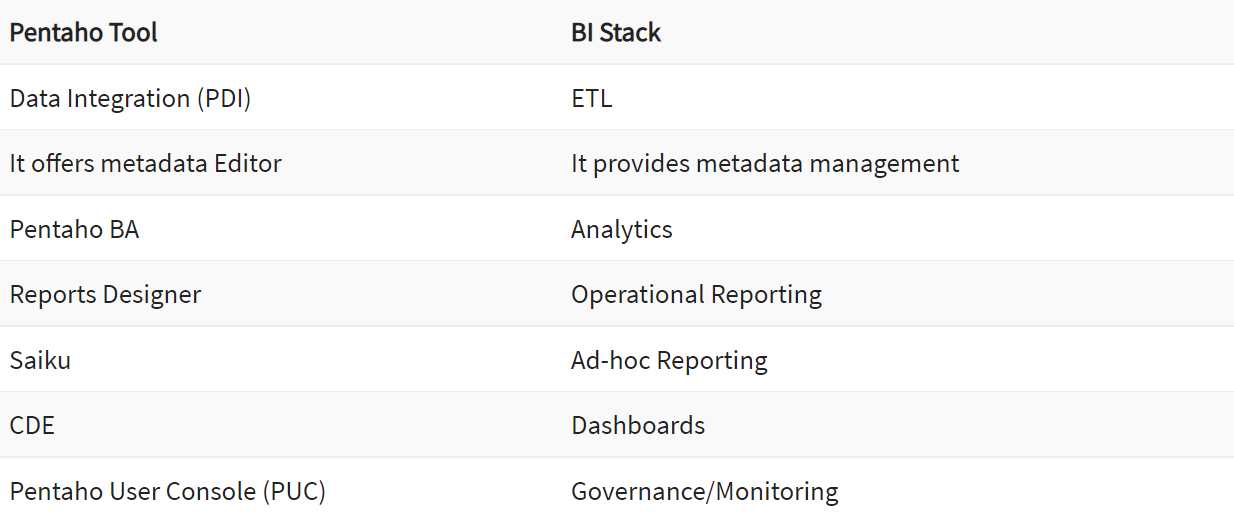 Pentaho Tool BI Stack
Data Integration (PDI) ETL
It offers metadata Editor It provides metadata management
Pentaho BA Analytics
Reports Designer Operational Reporting
Saiku Ad-hoc Reporting
CDE Dashboards
Pentaho User Console (PUC) Governance/Monitoring